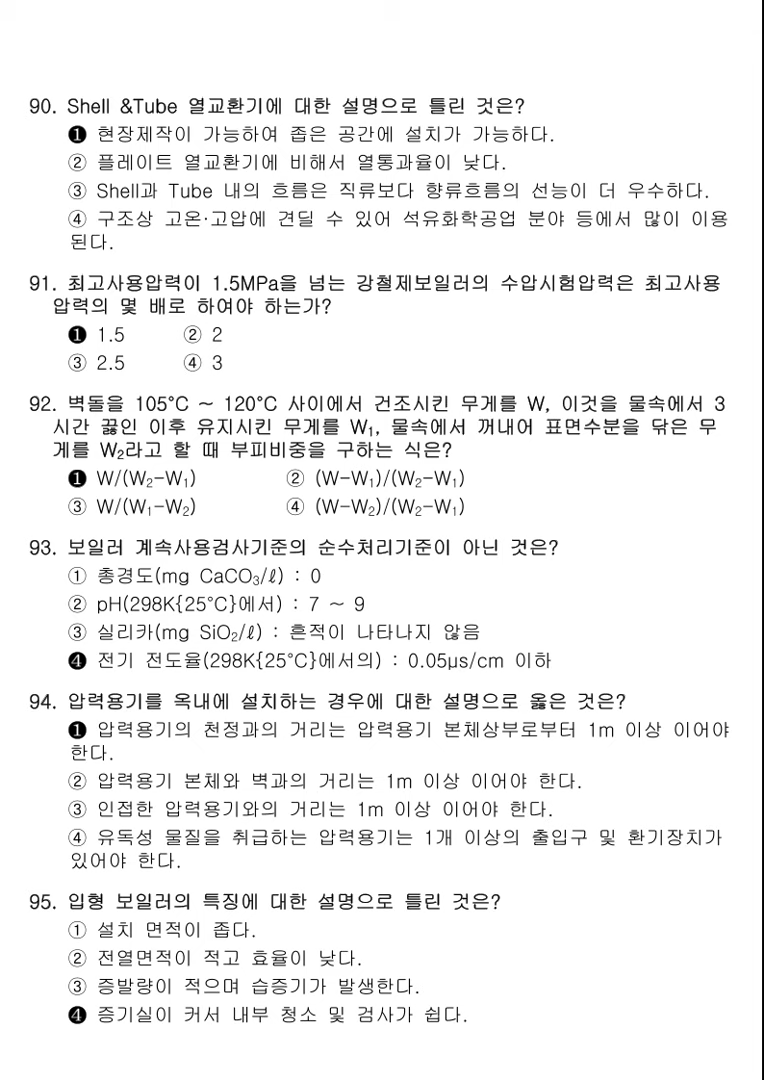 90. Shell &Tube 열교환기에 대한 설명으로 틀린 것은?
❶ 현장제작이 가능하여 좁은 공간에 설치가 가능하다.
② 플레이트 열교환기에 비해서 열통과율이 낮다.
③ Shell과 Tube 내의 흐름은 직류보다 향류흐름의 선능이 더 우수하다.
④ 구조상 고온·고압에 견딜 수 있어 석유화학공업 분야 등에서 많이 이용
된다.
91. 최고사용압력이 1.5MPa을 넘는 강철제보일러의 수압시험압력은 최고사용
압력의 몇 배로 하여야 하는가?
❶ 1.5 ② 2
③ 2.5 ④ 3
92. 벽돌을 105°C ~ 120°C 사이에서 건조시킨 무게를 W, 이것을 물속에서 3
시간 끓인 이후 유지시킨 무게를 W₁, 물속에서 꺼내어 표면수분을 닦은 무
게를 W₂라고 할 때 부피비중을 구하는 식은?
❶ W/(W₂−W₁) ② (W−W₁)/(W₂−W₁)
③ W/(W₁−W₂) ④ (W−W₂)/(W₂−W₁)
93. 보일러 계속사용검사기준의 순수처리기준이 아닌 것은?
① 총경도(mg CaCO₃/ℓ) : 0
② pH(298K{25°C}에서) : 7 ~ 9
③ 실리카(mg SiO₂/ℓ) : 흔적이 나타나지 않음
❹ 전기 전도율(298K{25°C}에서의) : 0.05μs/cm 이하
94. 압력용기를 옥내에 설치하는 경우에 대한 설명으로 옳은 것은?
❶ 압력용기의 천정과의 거리는 압력용기 본체상부로부터 1m 이상 이어야
한다.
② 압력용기 본체와 벽과의 거리는 1m 이상 이어야 한다.
③ 인접한 압력용기와의 거리는 1m 이상 이어야 한다.
④ 유독성 물질을 취급하는 압력용기는 1개 이상의 출입구 및 환기장치가
있어야 한다.
95. 입형 보일러의 특징에 대한 설명으로 틀린 것은?
① 설치 면적이 좁다.
② 전열면적이 적고 효율이 낮다.
③ 증발량이 적으며 습증기가 발생한다.
❹ 증기실이 커서 내부 청소 및 검사가 쉽다.